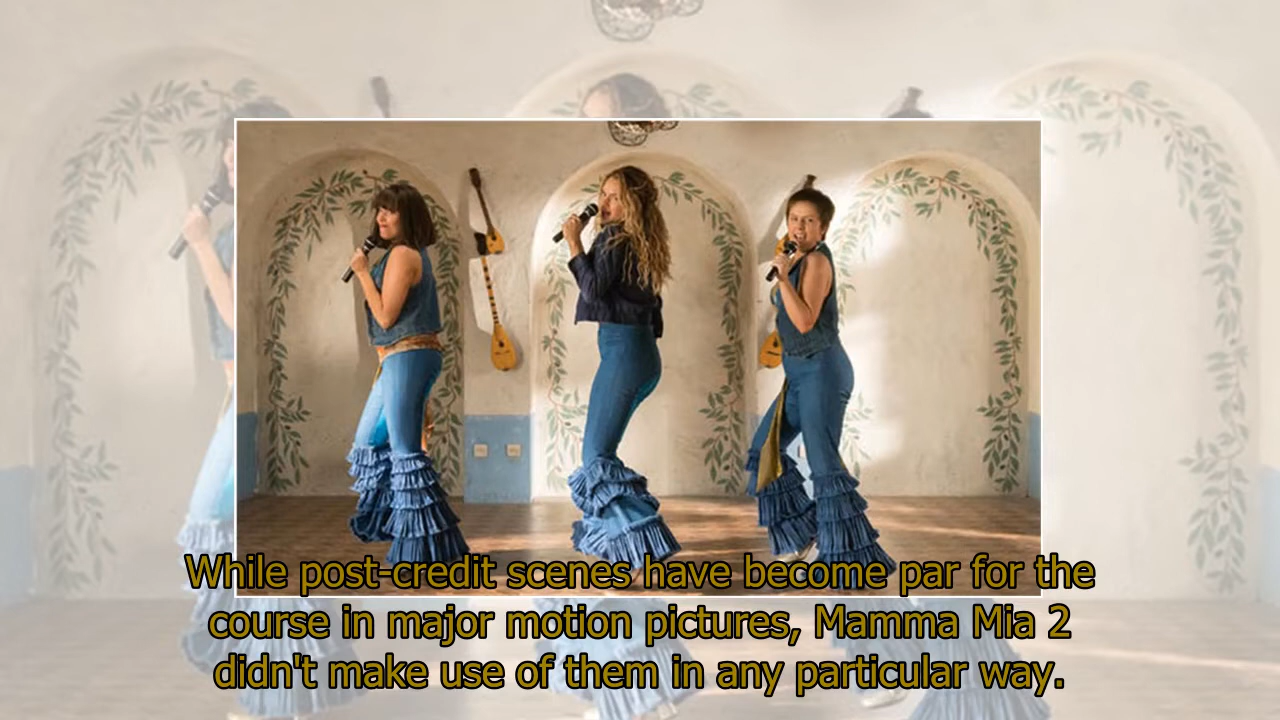 While post-credit scenes have become par for the
course in major motion pictures, Mamma Mia 2
didn't make use of them in any particular way.